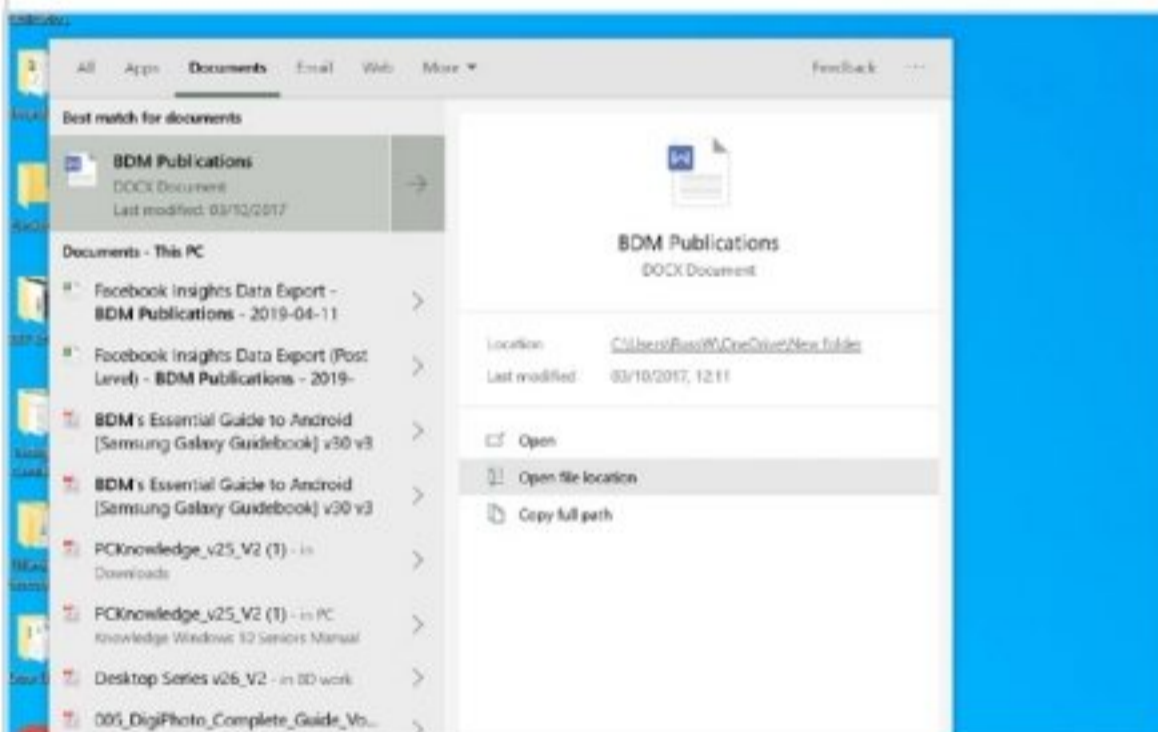 All Apps Documents Email Web More Feedback ...
Best match for documents
BDM Publications
DOCX Document
Last modified: 03/10/2017
Documents - This PC
Facebook Insights Data Export -
BDM Publications - 2019-04-11
Facebook Insights Data Export (Post
Level) - BDM Publications - 2019-
BDM's Essential Guide to Android
[Samsung Galaxy Guidebook] v30 v3
BDM's Essential Guide to Android
[Samsung Galaxy Guidebook] v30 v3
PCKnowledge_v25_V2 (1) - in
Downloads
PCKnowledge_v25_V2 (1) - in PC
Knowledge Windows 10 Seniors Manual
Desktop Series v26_V2 - in BD work
005_DigiPhoto_Complete_Guide_Vo...
BDM Publications
DOCX Document
Location C:\Users\RussW\OneDrive\New folder
Last modified 03/10/2017, 12:11
Open
Open file location
Copy full path